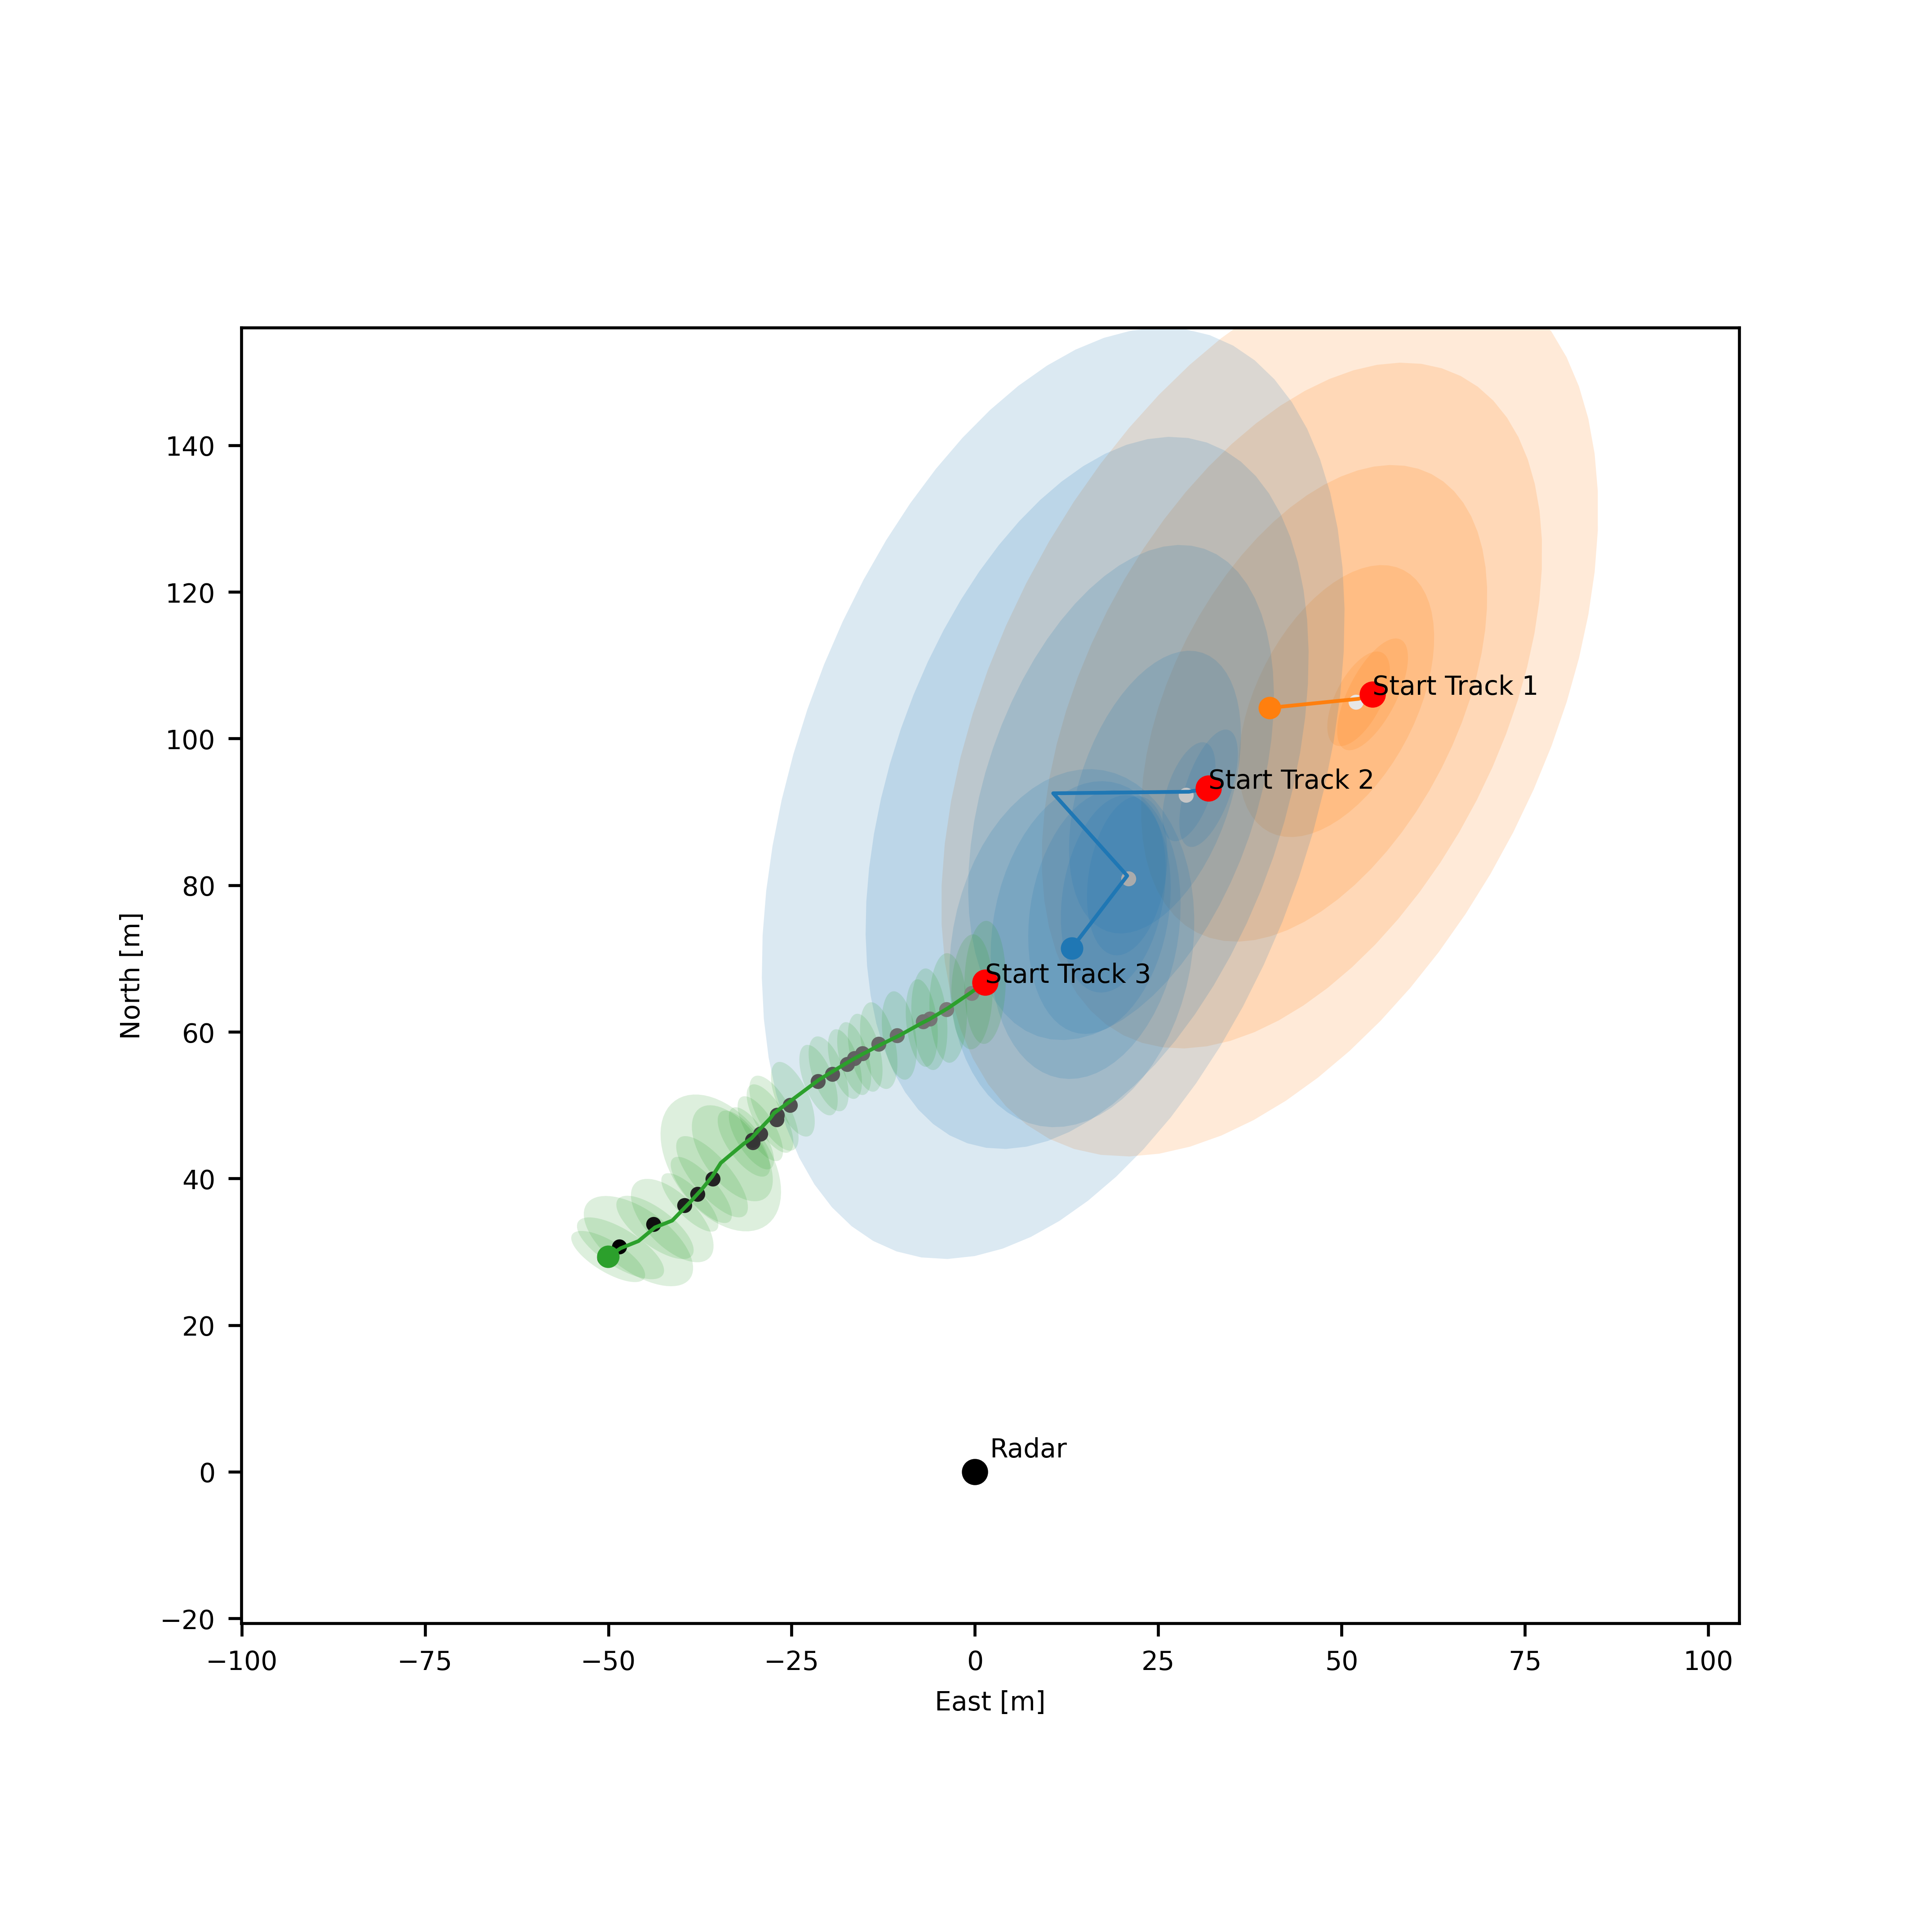 140
120
100
80
60
40
20
0
−20
North [m]
Start Track 1
Start Track 2
Start Track 3
Radar
−100 −75 −50 −25 0 25 50 75 100
East [m]